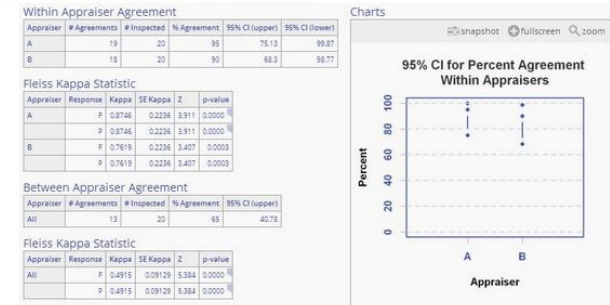 Within Appraiser Agreement
Appraiser # Agreements # Inspected % Agreement 95% CI (upper) 95% CI (lower)
A 19 20 95 75.13 99.87
B 18 20 90 68.3 98.77
Fleiss Kappa Statistic
Appraiser Response Kappa SE Kappa Z p-value
A F 0.8746 0.2236 3.911 0.0000
P 0.8746 0.2236 3.911 0.0000
B F 0.7619 0.2236 3.407 0.0003
P 0.7619 0.2236 3.407 0.0003
Between Appraiser Agreement
Appraiser # Agreements # Inspected % Agreement 95% CI (upper)
All 13 20 65 40.78
Fleiss Kappa Statistic
Appraiser Response Kappa SE Kappa Z p-value
All F 0.4915 0.09129 5.384 0.0000
P 0.4915 0.09129 5.384 0.0000
Charts
snapshot fullscreen zoom
95% CI for Percent Agreement
Within Appraisers
Percent
100
80
60
40
20
0
A B
Appraiser